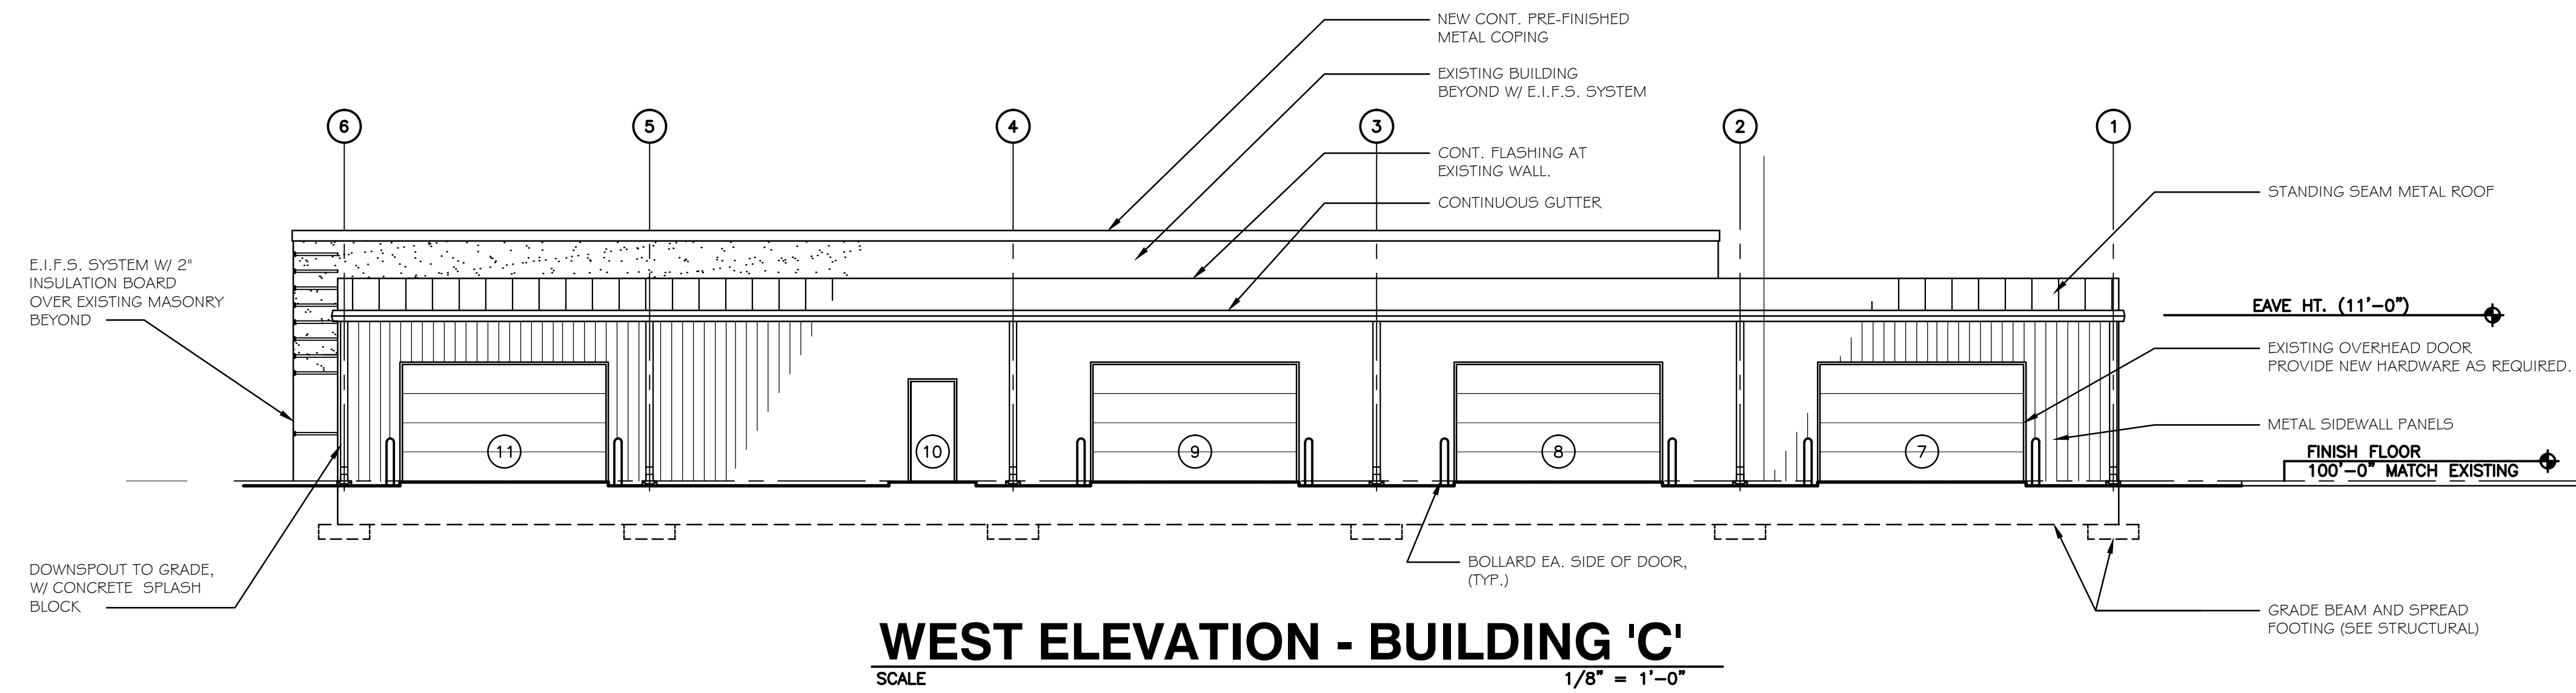 NEW CONT. PRE-FINISHED
METAL COPING
EXISTING BUILDING
BEYOND W/ E.I.F.S. SYSTEM
6
5
4
3
2
1
CONT. FLASHING AT
EXISTING WALL.
CONTINUOUS GUTTER
STANDING SEAM METAL ROOF
E.I.F.S. SYSTEM W/ 2"
INSULATION BOARD
OVER EXISTING MASONRY
BEYOND
EAVE HT. (11'-0")
EXISTING OVERHEAD DOOR
PROVIDE NEW HARDWARE AS REQUIRED.
METAL SIDEWALL PANELS
11
10
9
8
7
FINISH FLOOR
100'-0" MATCH EXISTING
DOWNSPOUT TO GRADE,
W/ CONCRETE SPLASH
BLOCK
BOLLARD EA. SIDE OF DOOR,
(TYP.)
GRADE BEAM AND SPREAD
FOOTING (SEE STRUCTURAL)
WEST ELEVATION - BUILDING 'C'
SCALE 1/8" = 1'-0"